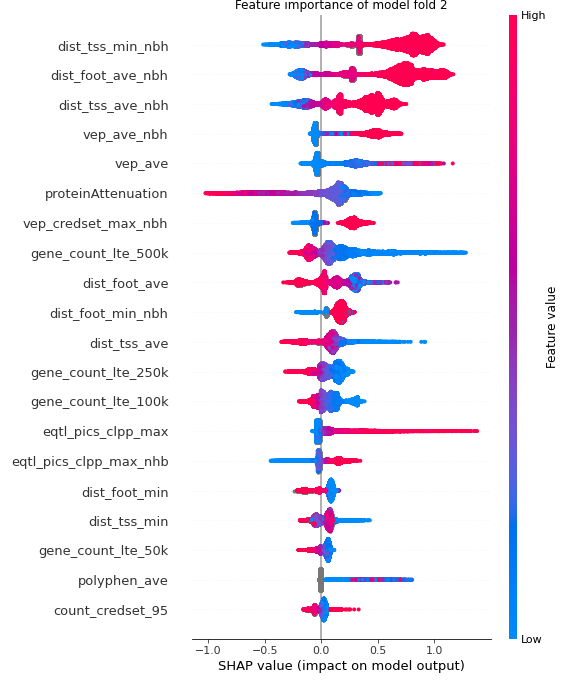 Feature importance of model fold 2
High
dist_tss_min_nbh
dist_foot_ave_nbh
dist_tss_ave_nbh
vep_ave_nbh
vep_ave
proteinAttenuation
vep_credset_max_nbh
gene_count_lte_500k
dist_foot_ave
dist_foot_min_nbh
dist_tss_ave
gene_count_lte_250k
gene_count_lte_100k
eqtl_pics_clpp_max
eqtl_pics_clpp_max_nhb
dist_foot_min
dist_tss_min
gene_count_lte_50k
polyphen_ave
count_credset_95
Feature value
Low
−1.0 −0.5 0.0 0.5 1.0
SHAP value (impact on model output)